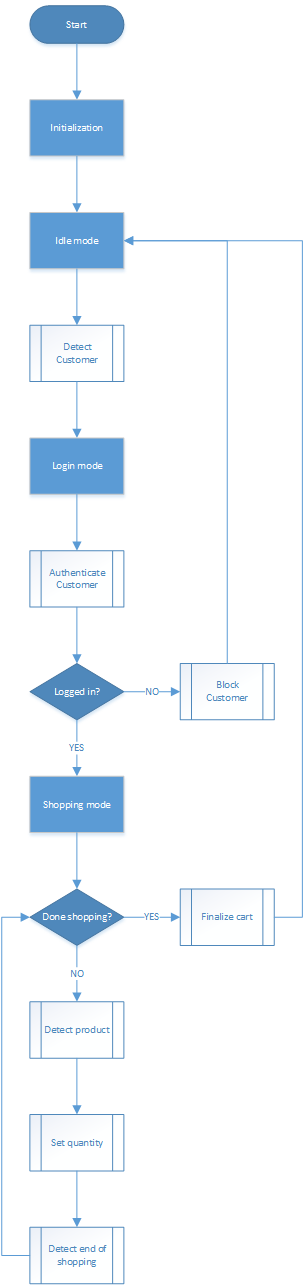 Start
Initialization
Idle mode
Detect
Customer
Login mode
Authenticate
Customer
Logged in?
NO
Block
Customer
YES
Shopping mode
Done shopping?
YES
Finalize cart
NO
Detect product
Set quantity
Detect end of
shopping